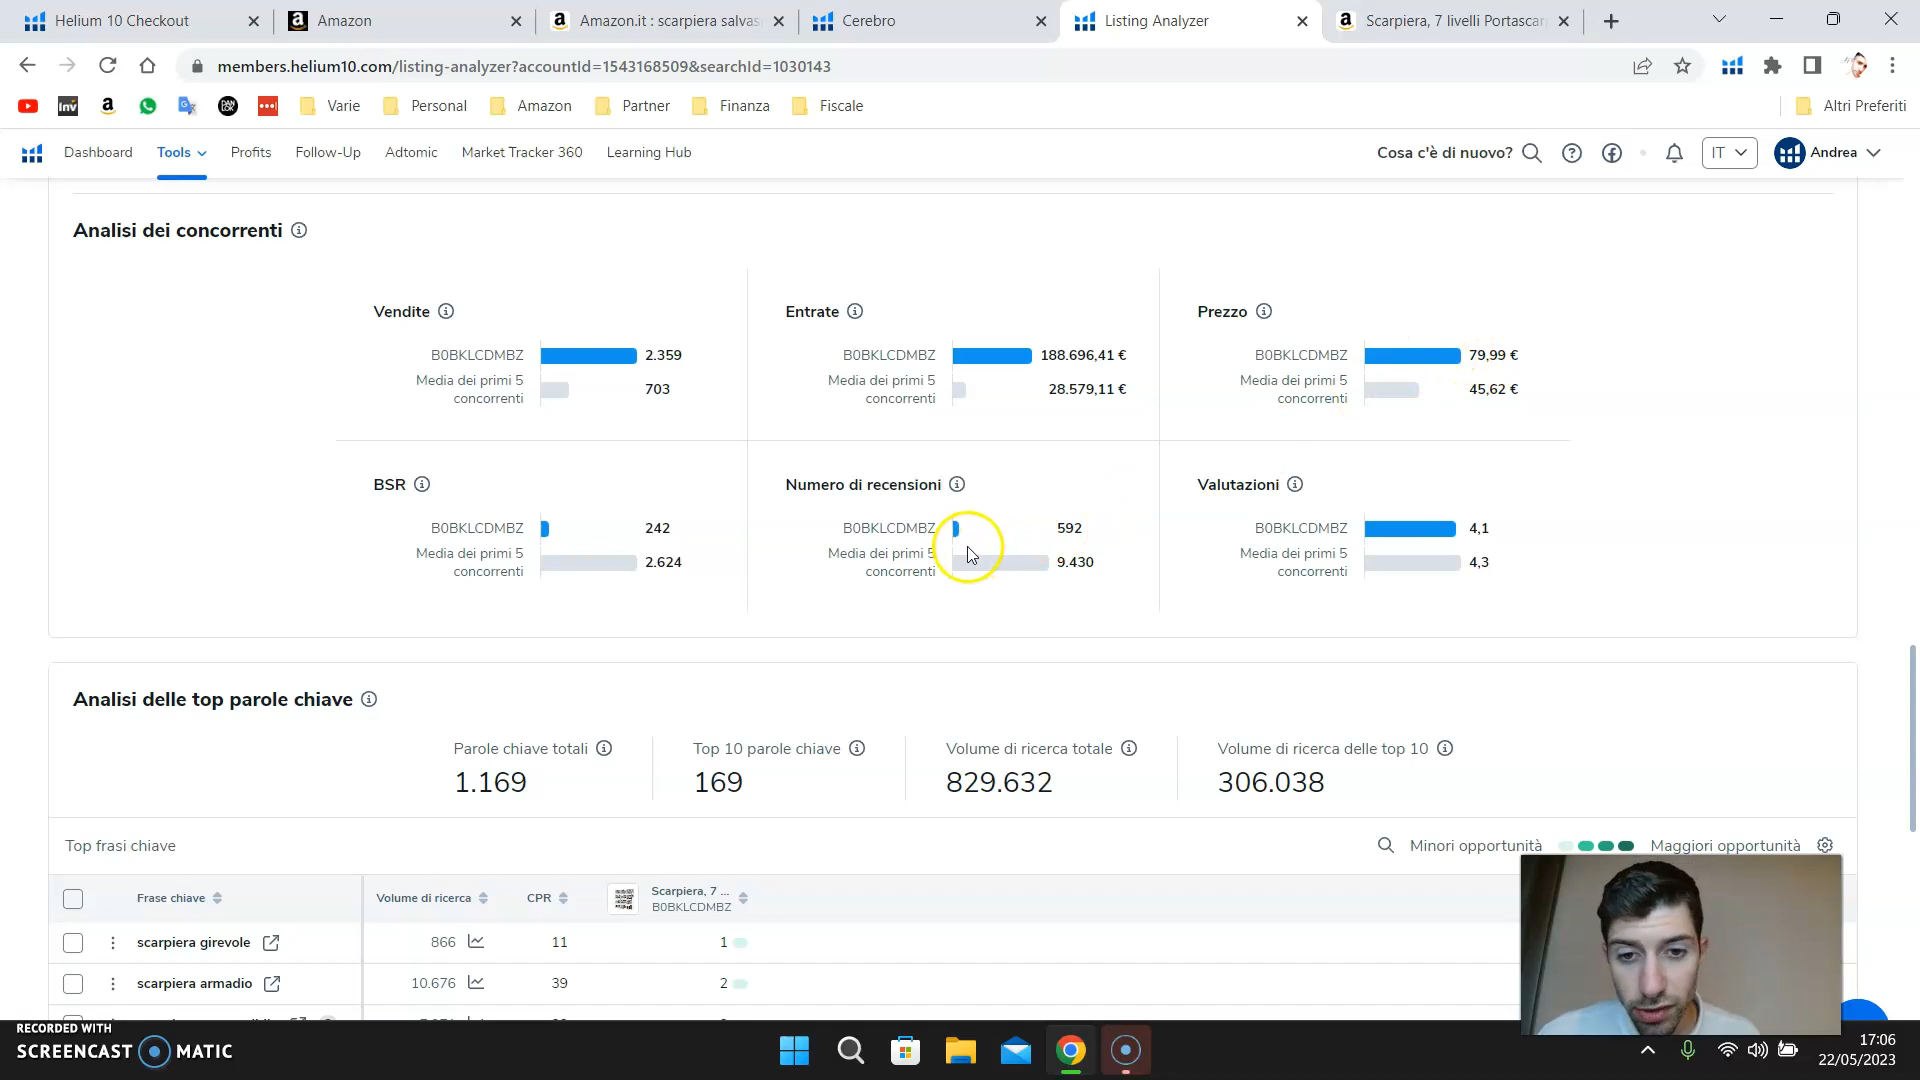 Helium 10 Checkout
Amazon
Amazon.it : scarpiera salvas
Cerebro
Listing Analyzer
Scarpiera, 7 livelli Portascar
members.helium10.com/listing-analyzer?accountId=1543168509&searchId=1030143
Inv
Varie
Personal
Amazon
Partner
Finanza
Fiscale
Altri Preferiti
Dashboard
Tools
Profits
Follow-Up
Adtomic
Market Tracker 360
Learning Hub
Cosa c'è di nuovo?
IT
Andrea
Analisi dei concorrenti
Vendite
B0BKLCDMBZ 2.359
Media dei primi 5
concorrenti
703
Entrate
B0BKLCDMBZ 188.696,41 €
Media dei primi 5
concorrenti
28.579,11 €
Prezzo
B0BKLCDMBZ 79,99 €
Media dei primi 5
concorrenti
45,62 €
BSR
B0BKLCDMBZ 242
Media dei primi 5
concorrenti
2.624
Numero di recensioni
B0BKLCDMBZ 592
Media dei primi 5
concorrenti
9.430
Valutazioni
B0BKLCDMBZ 4,1
Media dei primi 5
concorrenti
4,3
Analisi delle top parole chiave
Parole chiave totali
1.169
Top 10 parole chiave
169
Volume di ricerca totale
829.632
Volume di ricerca delle top 10
306.038
Top frasi chiave
Minori opportunità
Maggiori opportunità
Frase chiave
Volume di ricerca
CPR
Scarpiera, 7 ...
B0BKLCDMBZ
scarpiera girevole 866 11 1
scarpiera armadio 10.676 39 2
RECORDED WITH
SCREENCAST MATIC
17:06
22/05/2023